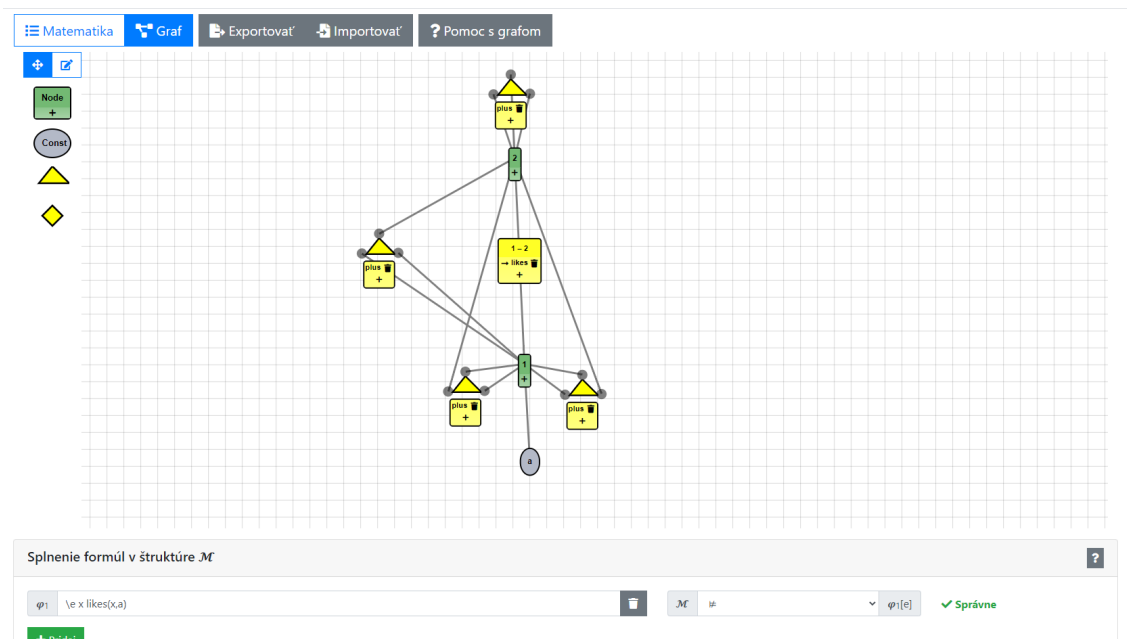 Matematika Graf Exportovať Importovať ? Pomoc s grafom
Node
+
Const
plus
+
2
+
1 – 2
→ likes
+
plus
+
1
+
plus
+
plus
+
a
Splnenie formúl v štruktúre 𝓜 ?
φ₁ \e x likes(x,a) 𝓜 ⊭ φ₁[e] Správne